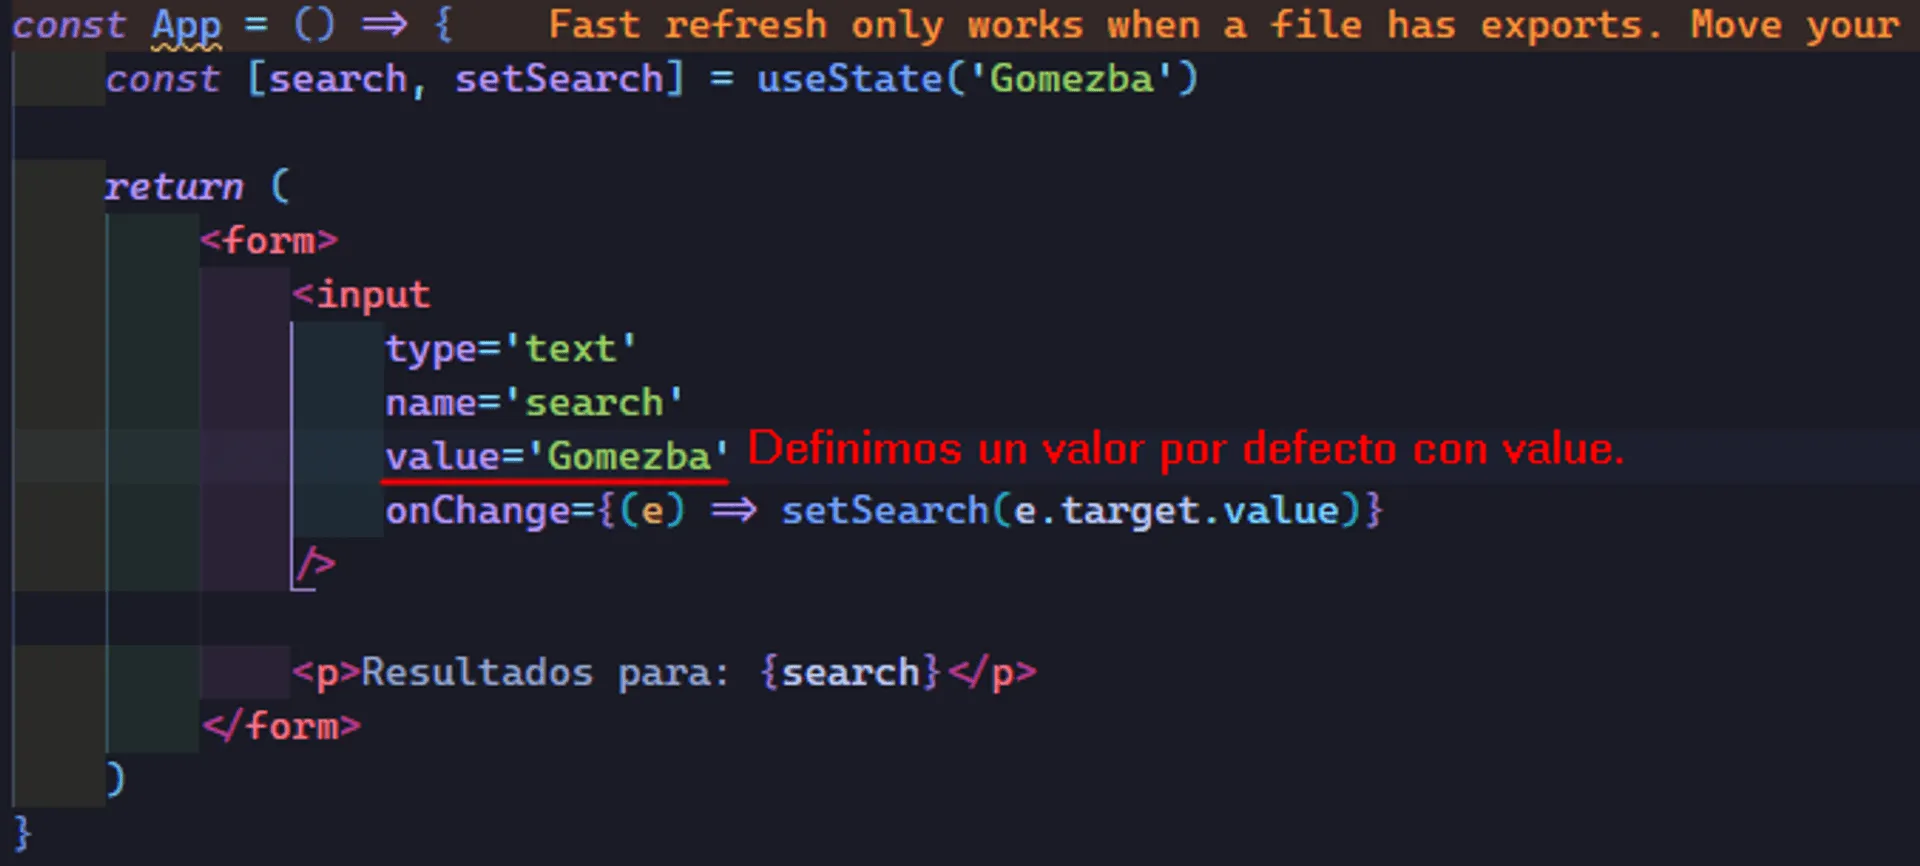 const App = () => { Fast refresh only works when a file has exports. Move your
const [search, setSearch] = useState('Gomezba')
return (
<form>
<input
type='text'
name='search'
value='Gomezba' Definimos un valor por defecto con value.
onChange={(e) => setSearch(e.target.value)}
/>
<p>Resultados para: {search}</p>
</form>
)
}